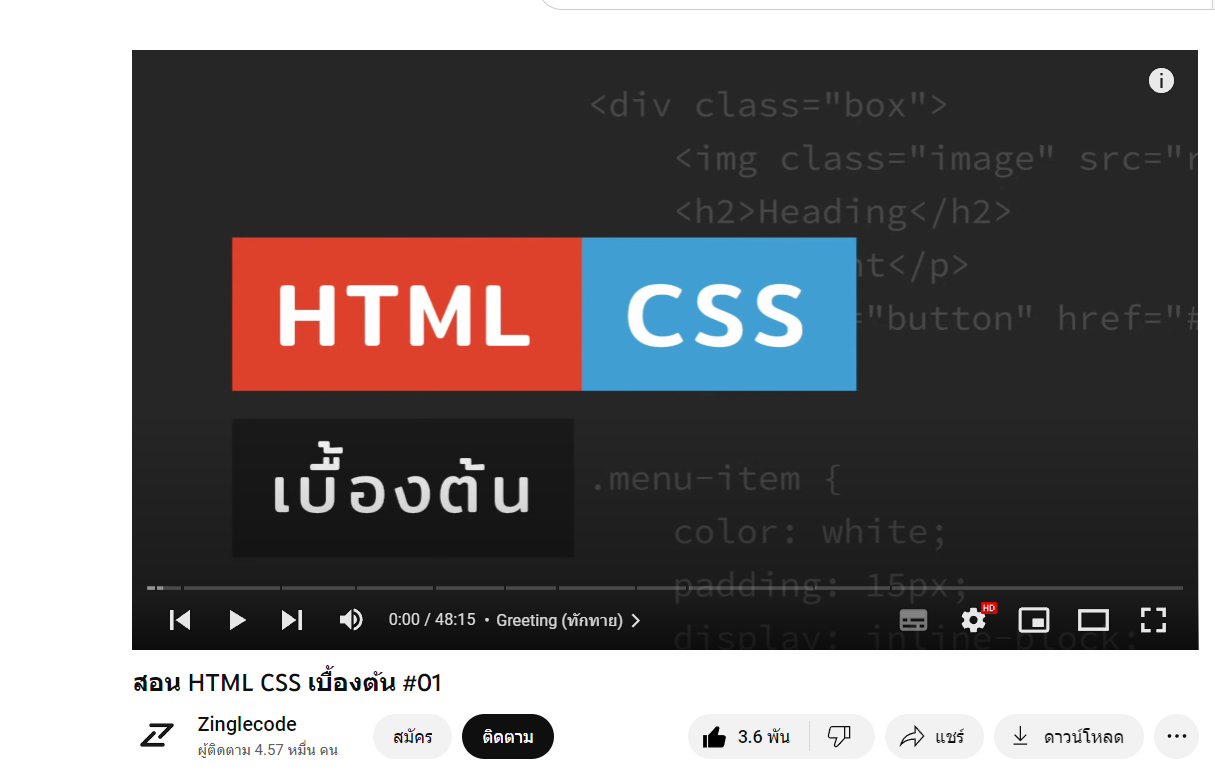 <div class="box">
<img class="image" src="r
<h2>Heading</h2>
HTML CSS
nt</p>
="button" href="#
เบื้องต้น
.menu-item {
color: white;
padding: 15px;
display: inline-block;
0:00 / 48:15 • Greeting (ทักทาย)
HD
สอน HTML CSS เบื้องต้น #01
Zinglecode
ผู้ติดตาม 4.57 หมื่น คน
สมัคร
ติดตาม
3.6 พัน
แชร์
ดาวน์โหลด